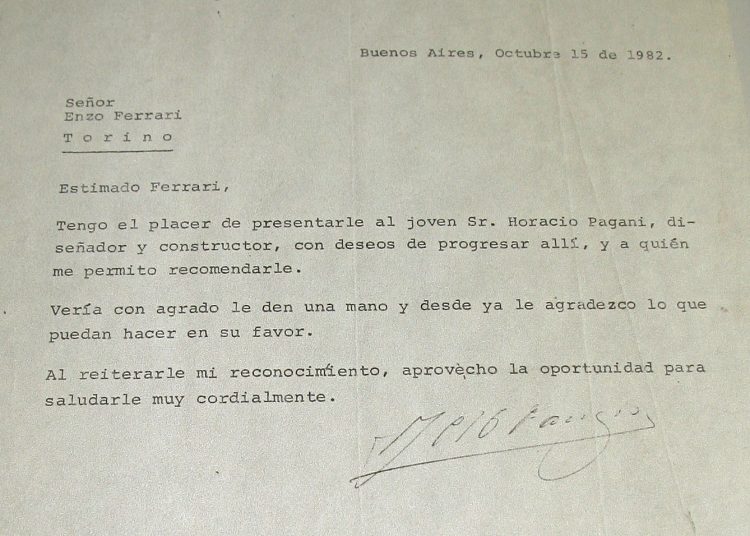 Buenos Aires, Octubre 15 de 1982.
Señor
Enzo Ferrari
T o r i n o
Estimado Ferrari,
Tengo el placer de presentarle al joven Sr. Horacio Pagani, di-
señador y constructor, con deseos de progresar allí, y a quién
me permito recomendarle.
Vería con agrado le den una mano y desde ya le agradezco lo que
puedan hacer en su favor.
Al reiterarle mi reconocimiento, aprovecho la oportunidad para
saludarle muy cordialmente.